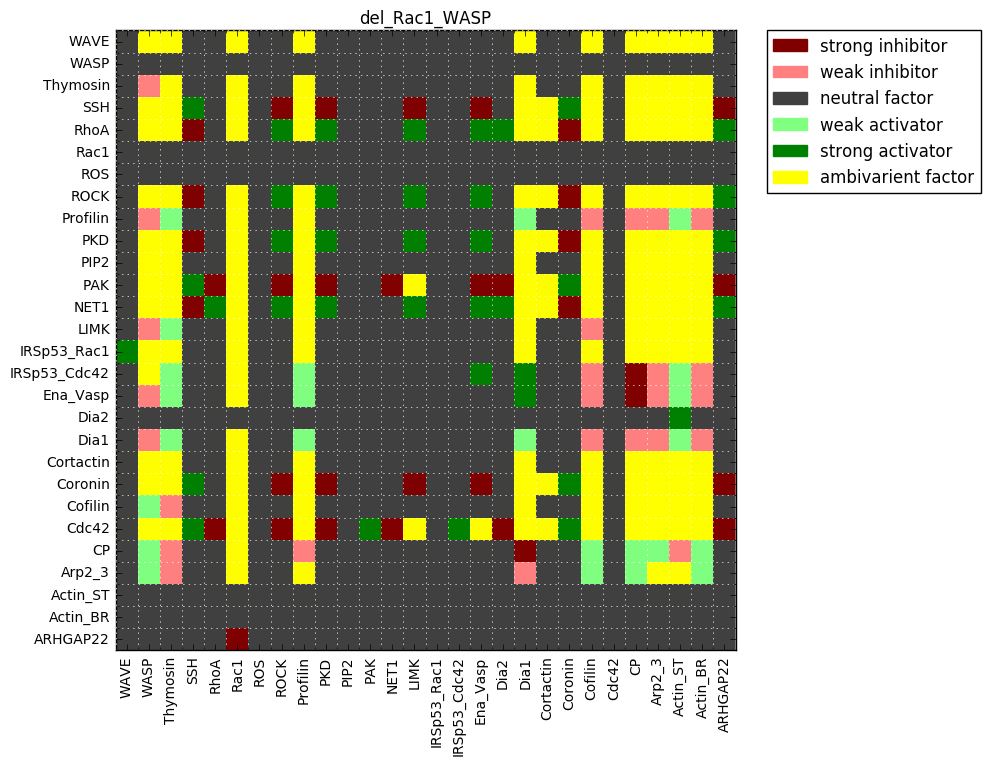 del_Rac1_WASP
WAVE
WASP
Thymosin
SSH
RhoA
Rac1
ROS
ROCK
Profilin
PKD
PIP2
PAK
NET1
LIMK
IRSp53_Rac1
IRSp53_Cdc42
Ena_Vasp
Dia2
Dia1
Cortactin
Coronin
Cofilin
Cdc42
CP
Arp2_3
Actin_ST
Actin_BR
ARHGAP22
WAVE
WASP
Thymosin
SSH
RhoA
Rac1
ROS
ROCK
Profilin
PKD
PIP2
PAK
NET1
LIMK
IRSp53_Rac1
IRSp53_Cdc42
Ena_Vasp
Dia2
Dia1
Cortactin
Coronin
Cofilin
Cdc42
CP
Arp2_3
Actin_ST
Actin_BR
ARHGAP22
strong inhibitor
weak inhibitor
neutral factor
weak activator
strong activator
ambivarient factor